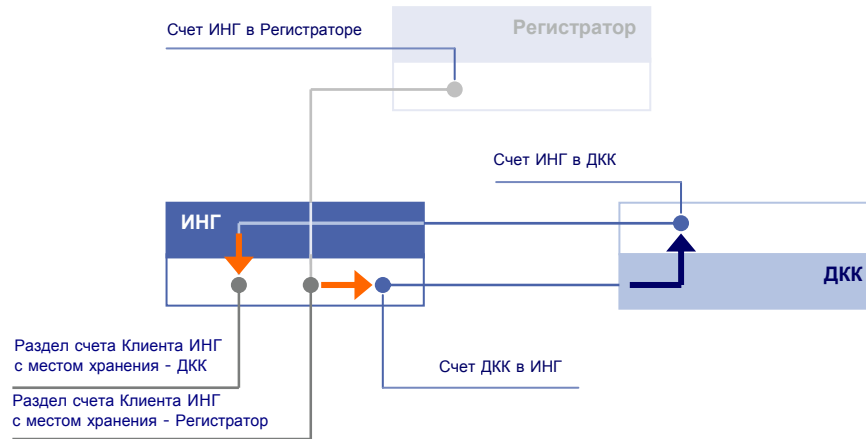 Счет ИНГ в Регистраторе
Регистратор
Счет ИНГ в ДКК
ИНГ
ДКК
Раздел счета Клиента ИНГ
с местом хранения - ДКК
Счет ДКК в ИНГ
Раздел счета Клиента ИНГ
с местом хранения - Регистратор